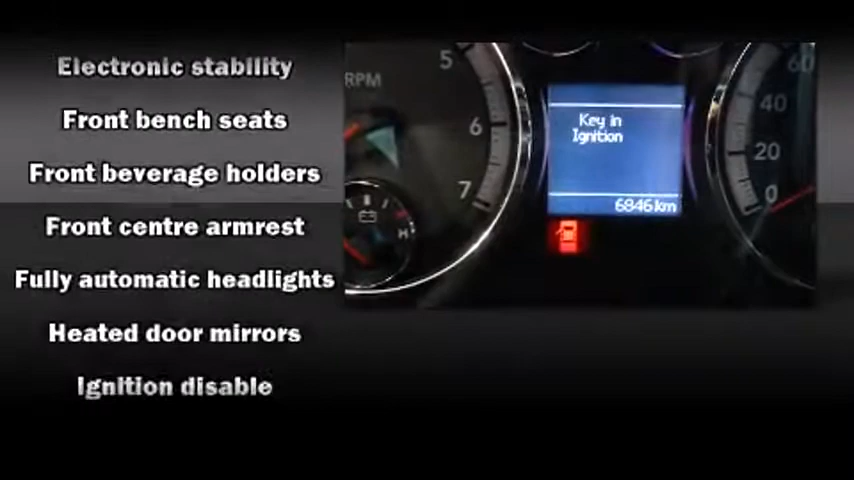 Electronic stability
Front bench seats
Front beverage holders
Front centre armrest
Fully automatic headlights
Heated door mirrors
Ignition disable
RPM
5
6
7
H
Key in
Ignition
6846 km
60
40
20
0